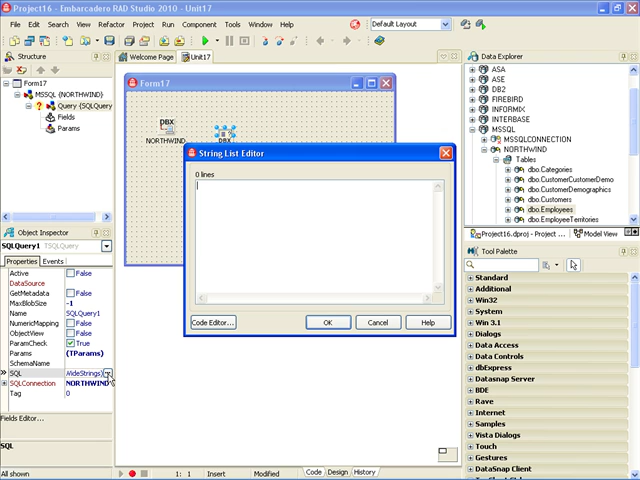 Project16 - Embarcadero RAD Studio 2010 - Unit17
File Edit Search View Refactor Project Run Component Tools Window Help
Default Layout
Structure
Form17
MSSQL {NORTHWIND}
Query {SQLQuery
Fields
Params
Object Inspector
SQLQuery1 TSQLQuery
Properties Events
Active False
DataSource
GetMetadata False
MaxBlobSize -1
Name SQLQuery1
NumericMapping False
ObjectView False
ParamCheck True
Params (TParams)
SchemaName
SQL WideStrings)
SQLConnection NORTHWIND
Tag 0
Fields Editor...
SQL
All shown
Welcome Page Unit17
Form17
DBX
NORTHWIND
DBX
String List Editor
0 lines
Code Editor... OK Cancel Help
1: 1 Insert Modified Code Design History
Data Explorer
ASA
ASE
DB2
FIREBIRD
INFORMIX
INTERBASE
MSSQL
MSSQLCONNECTION
NORTHWIND
Tables
dbo.Categories
dbo.CustomerCustomerDemo
dbo.CustomerDemographics
dbo.Customers
dbo.Employees
dbo.EmployeeTerritories
Project16.dproj - Project ... Model View
Tool Palette
Search
Standard
Additional
Win32
System
Win 3.1
Dialogs
Data Access
Data Controls
dbExpress
Datasnap Server
BDE
Rave
Internet
Samples
Vista Dialogs
Touch
Gestures
DataSnap Client